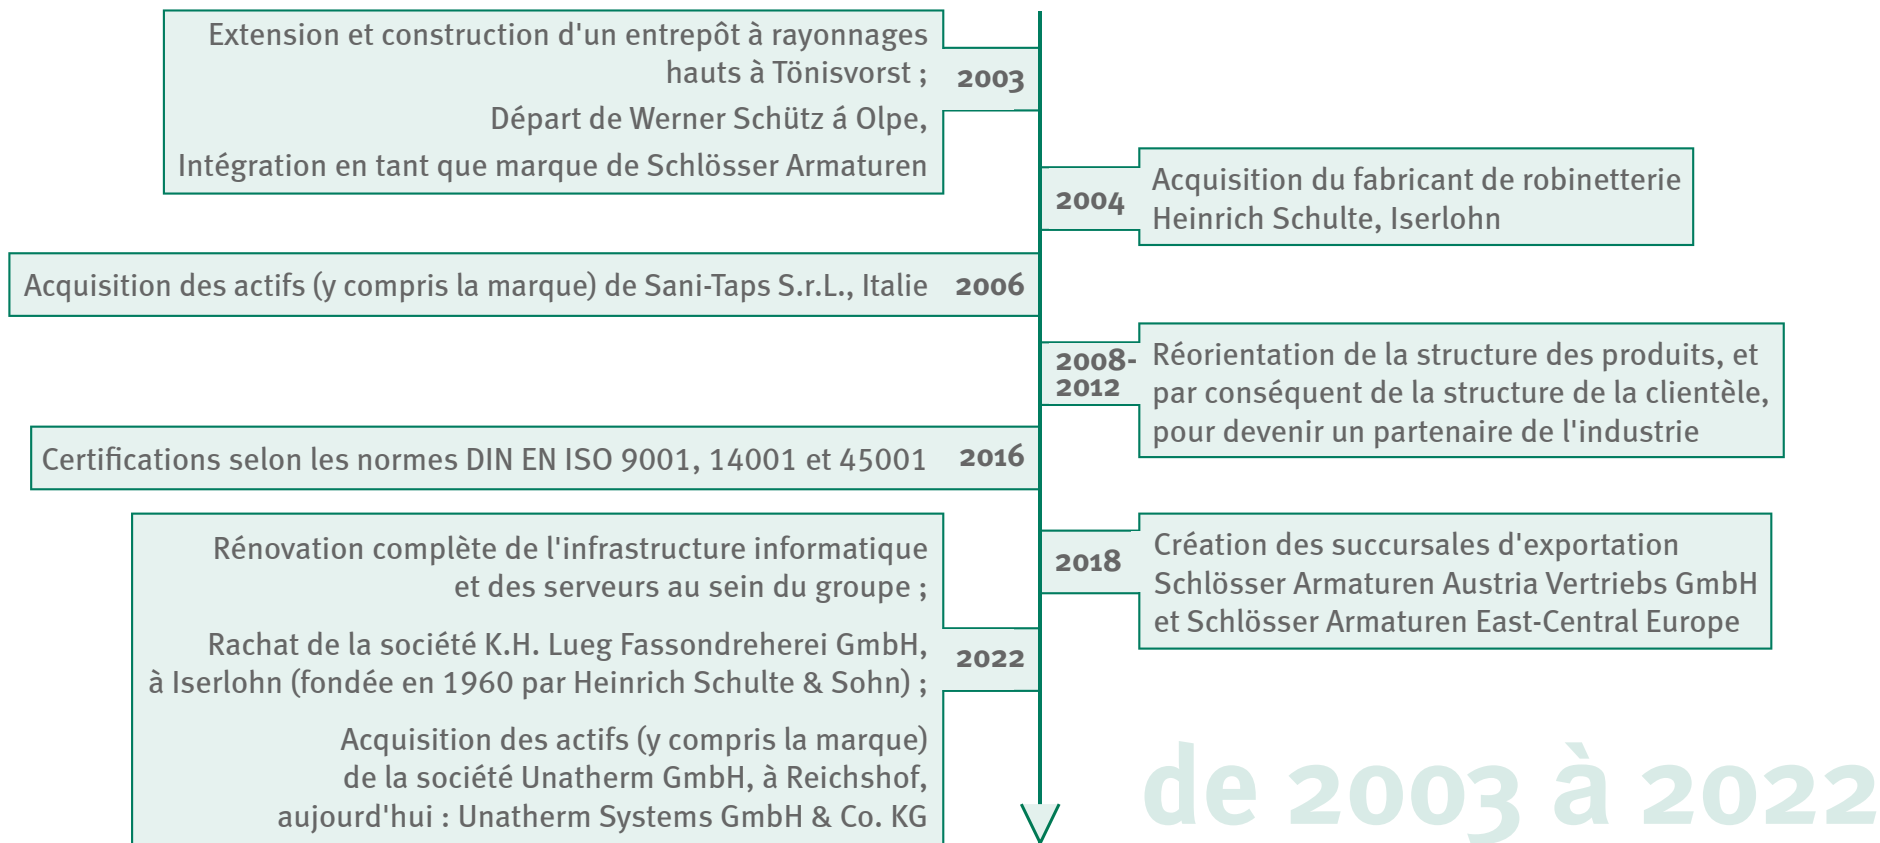 Extension et construction d'un entrepôt à rayonnages
hauts à Tönisvorst ;
Départ de Werner Schütz á Olpe,
Intégration en tant que marque de Schlösser Armaturen
2003
2004
Acquisition du fabricant de robinetterie
Heinrich Schulte, Iserlohn
Acquisition des actifs (y compris la marque) de Sani-Taps S.r.L., Italie
2006
2008-
2012
Réorientation de la structure des produits, et
par conséquent de la structure de la clientèle,
pour devenir un partenaire de l'industrie
Certifications selon les normes DIN EN ISO 9001, 14001 et 45001
2016
2018
Création des succursales d'exportation
Schlösser Armaturen Austria Vertriebs GmbH
et Schlösser Armaturen East-Central Europe
Rénovation complète de l'infrastructure informatique
et des serveurs au sein du groupe ;
Rachat de la société K.H. Lueg Fassondreherei GmbH,
à Iserlohn (fondée en 1960 par Heinrich Schulte & Sohn) ;
Acquisition des actifs (y compris la marque)
de la société Unatherm GmbH, à Reichshof,
aujourd'hui : Unatherm Systems GmbH & Co. KG
2022
de 2003 à 2022